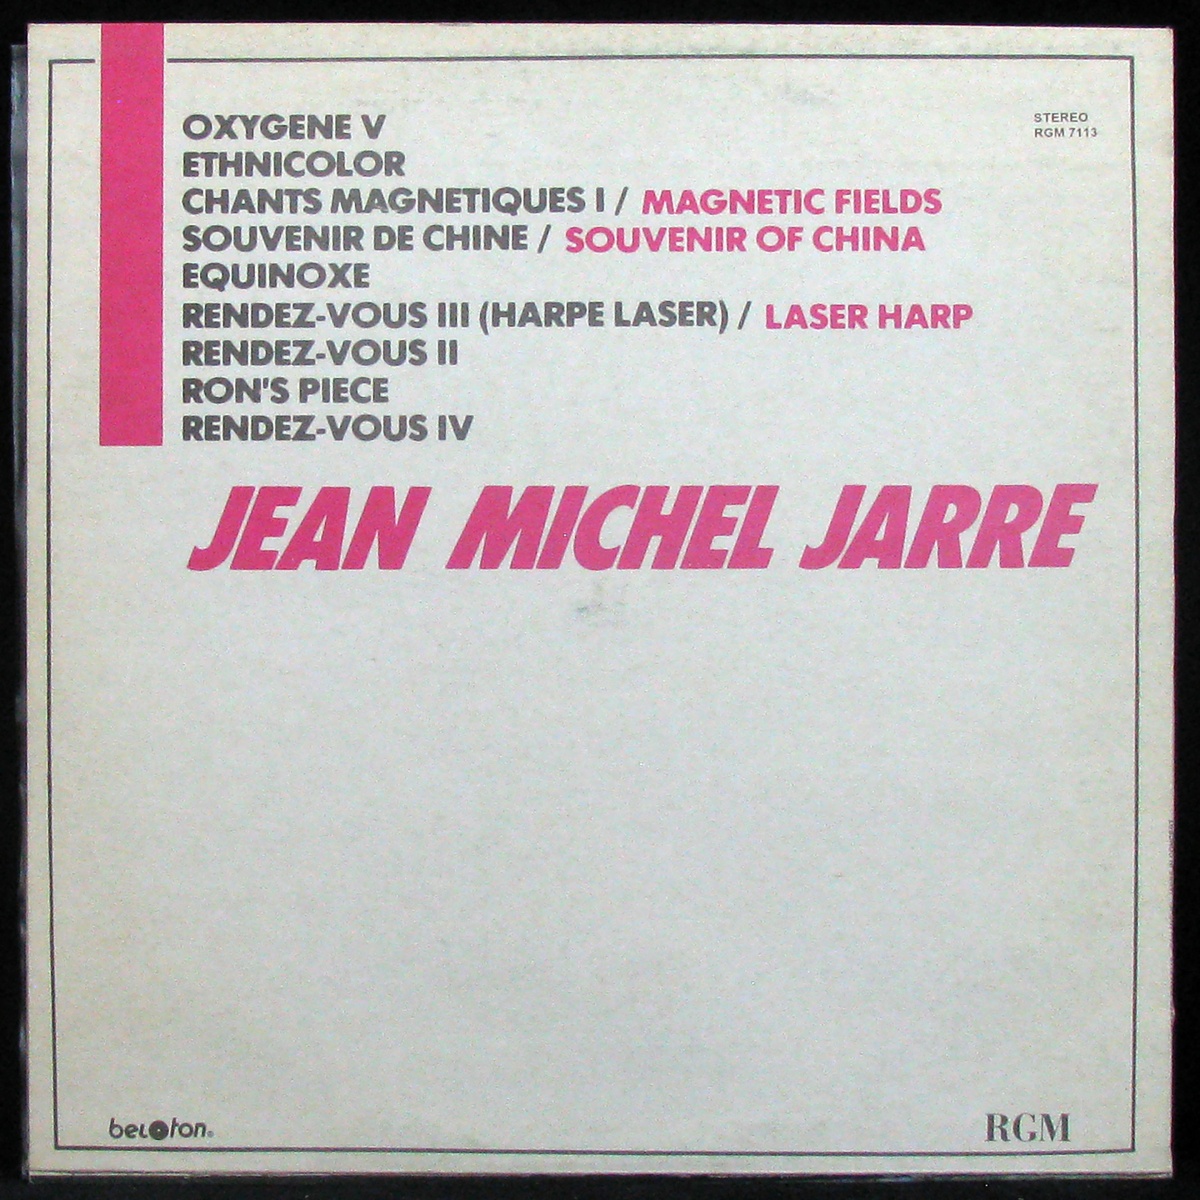 OXYGENE V
ETHNICOLOR
CHANTS MAGNETIQUES I / MAGNETIC FIELDS
SOUVENIR DE CHINE / SOUVENIR OF CHINA
EQUINOXE
RENDEZ-VOUS III (HARPE LASER) / LASER HARP
RENDEZ-VOUS II
RON'S PIECE
RENDEZ-VOUS IV
STEREO
RGM 7113
JEAN MICHEL JARRE
beloton
RGM